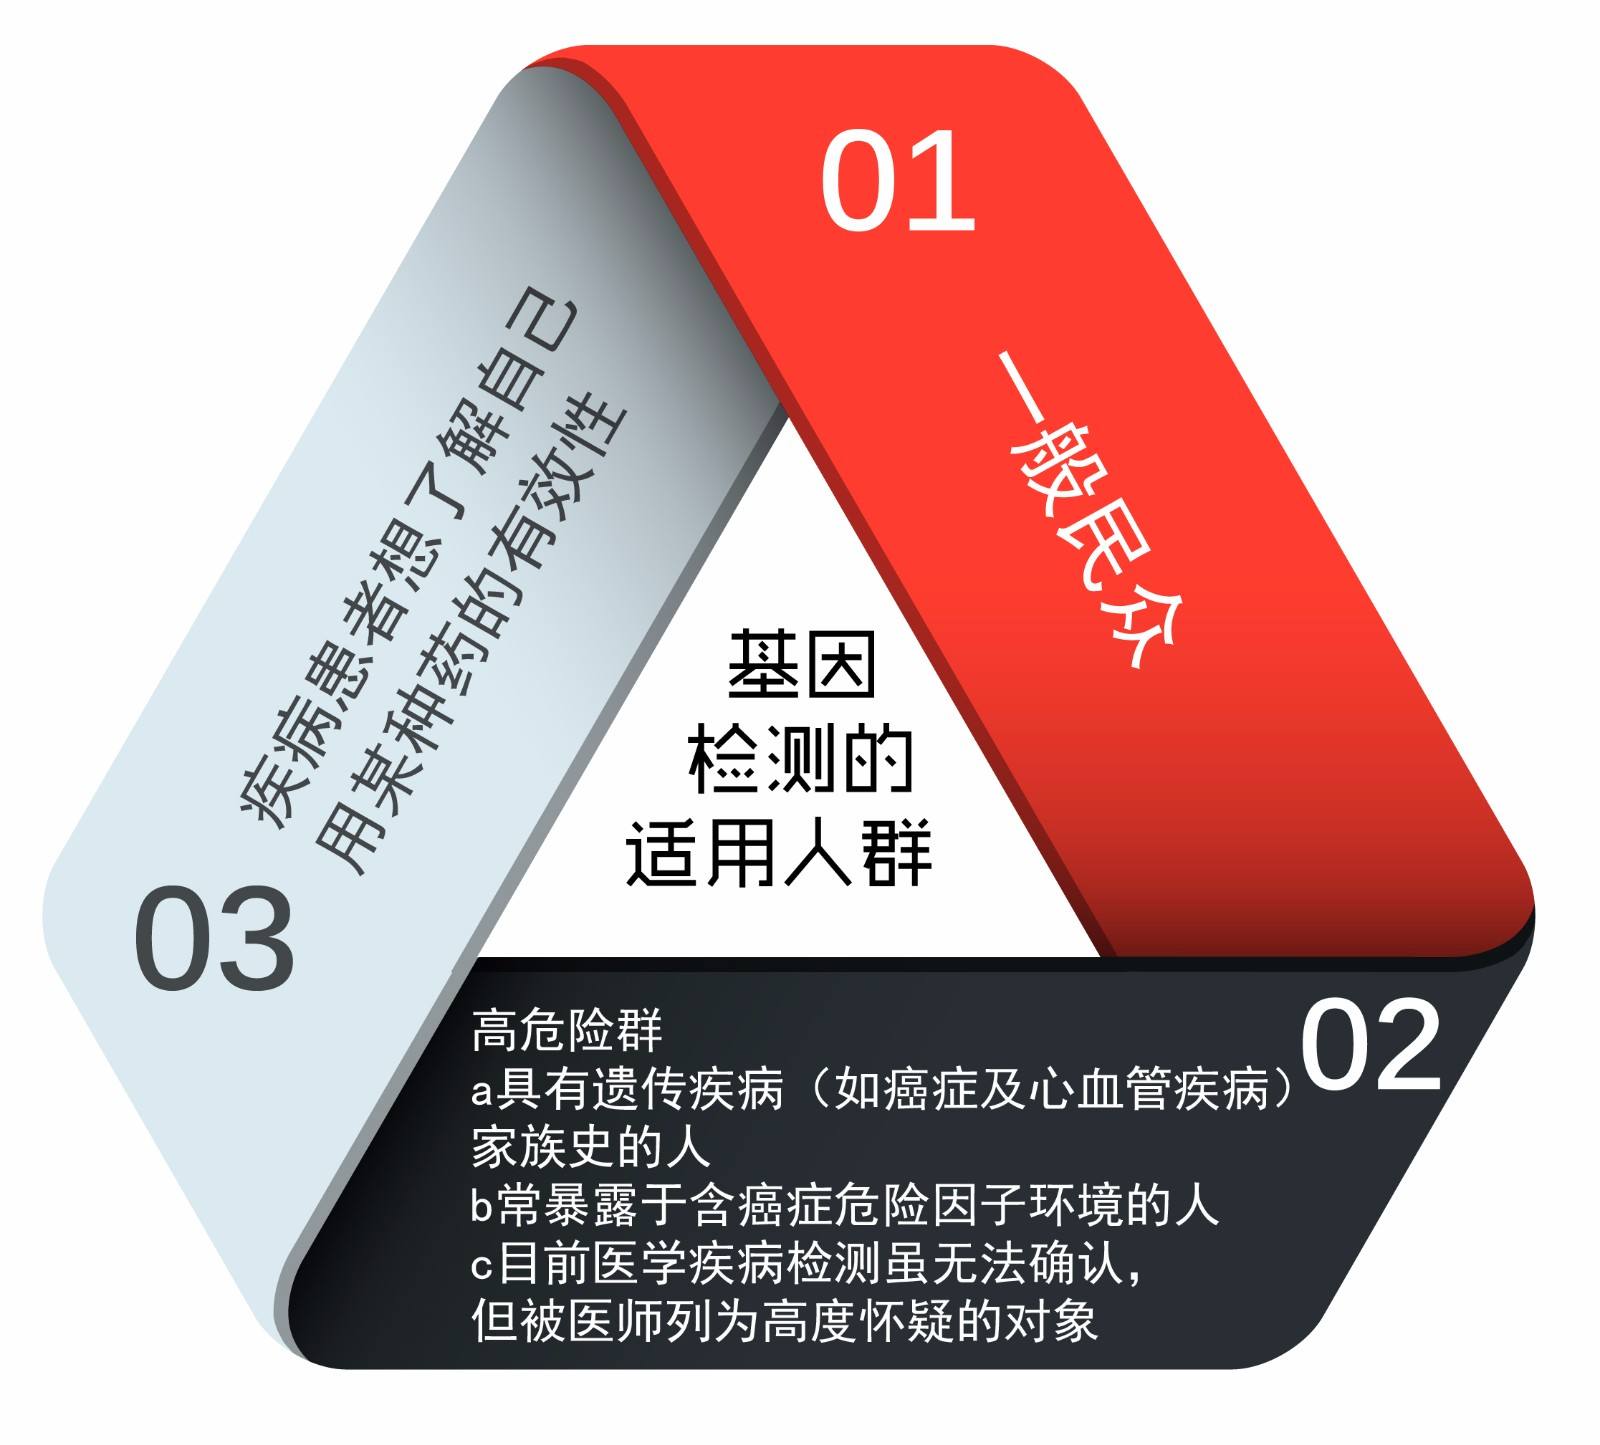 01
一般民众
基因
检测的
适用人群
02
高危险群
a具有遗传疾病（如癌症及心血管疾病）
家族史的人
b常暴露于含癌症危险因子环境的人
c目前医学疾病检测虽无法确认，
但被医师列为高度怀疑的对象
03
疾病患者想了解自己
用某种药的有效性